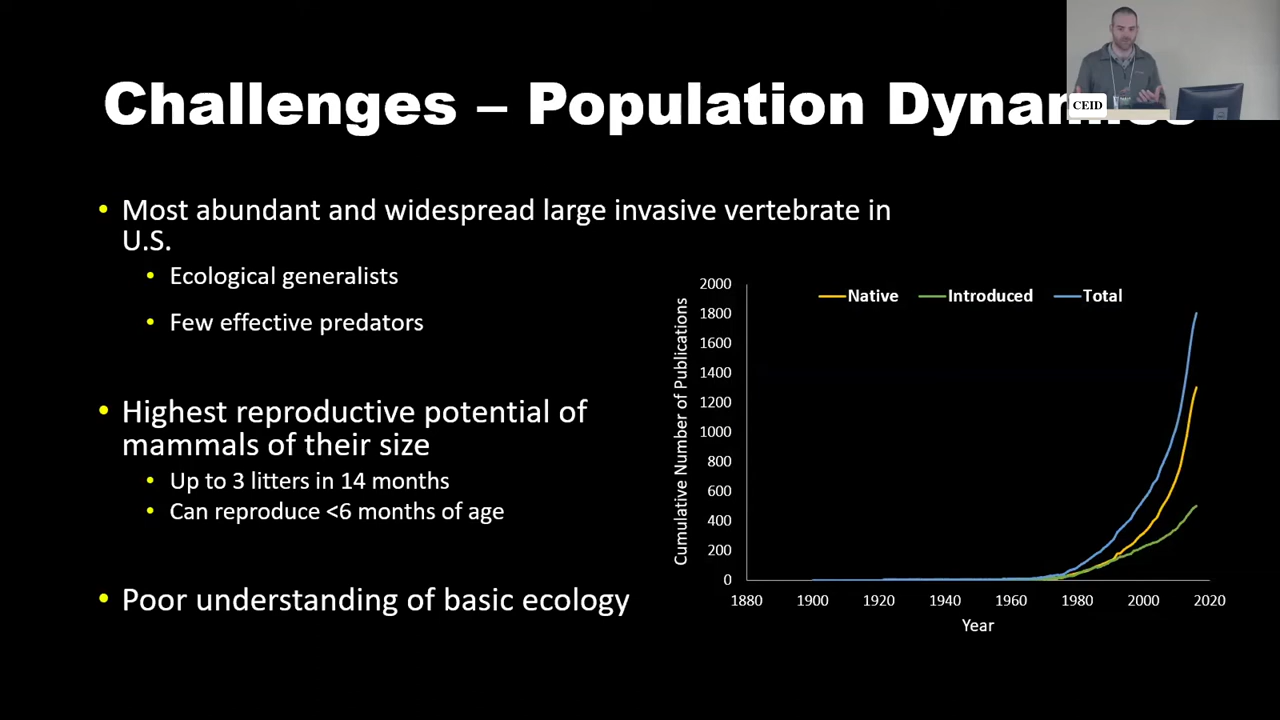 CEID
Challenges – Population Dynamics
• Most abundant and widespread large invasive vertebrate in
U.S.
• Ecological generalists
• Few effective predators
• Highest reproductive potential of
mammals of their size
• Up to 3 litters in 14 months
• Can reproduce <6 months of age
• Poor understanding of basic ecology
Native Introduced Total
Cumulative Number of Publications
2000
1800
1600
1400
1200
1000
800
600
400
200
0
1880 1900 1920 1940 1960 1980 2000 2020
Year